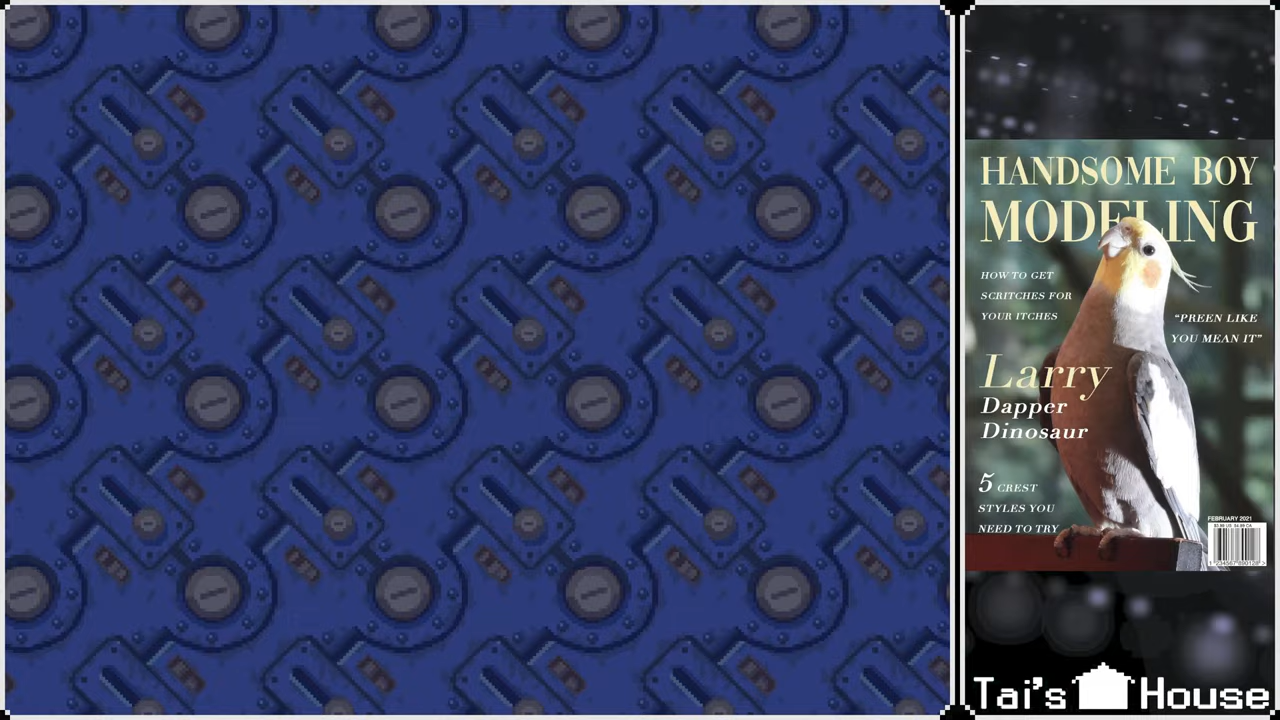 HANDSOME BOY
MODELING
HOW TO GET
SCRITCHES FOR
YOUR ITCHES
"PREEN LIKE
YOU MEAN IT"
Larry
Dapper
Dinosaur
5 CREST
STYLES YOU
NEED TO TRY
FEBRUARY 2021
Tai's House